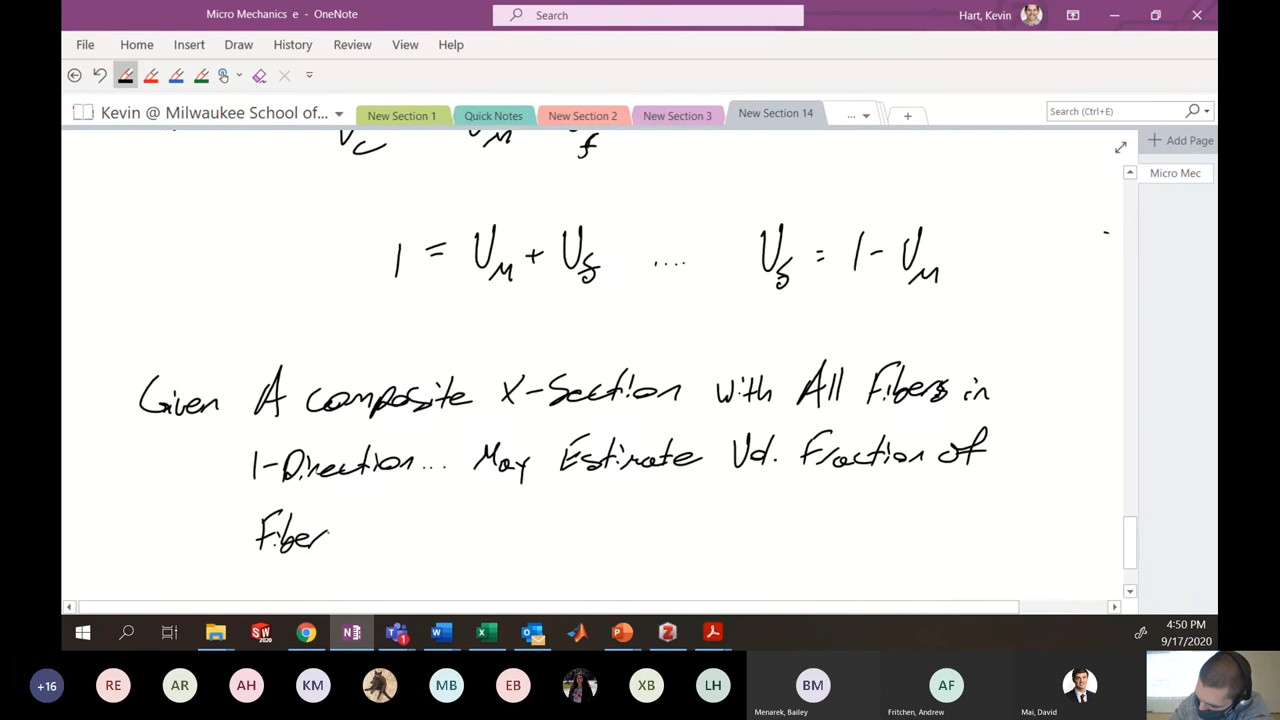 Micro Mechanics e - OneNote
Search
Hart, Kevin
File Home Insert Draw History Review View Help
Kevin @ Milwaukee School of...
New Section 1
Quick Notes
New Section 2
New Section 3
New Section 14
...
Search (Ctrl+E)
Add Page
Micro Mec
1 = VM + Vf .... Vf = 1 - VM
Given A composite X-Section with All Fibers in
1-Direction... May Estimate Vol. Fraction of
Fiber
4:50 PM
9/17/2020
+16 RE AR AH KM MB EB XB LH BM AF
Menarek, Bailey
Fritchen, Andrew
Mai, David